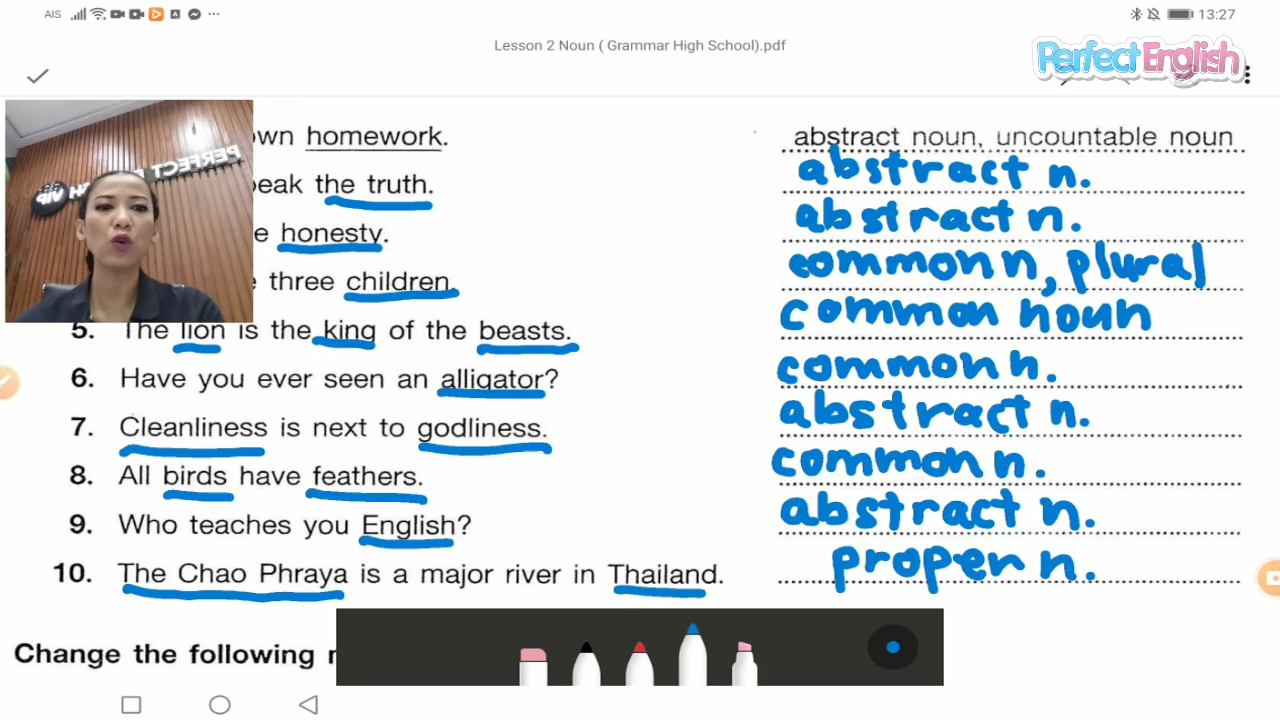 AIS ... 13:27
Lesson 2 Noun ( Grammar High School).pdf
Perfect English
own homework. abstract noun, uncountable noun
peak the truth. abstract n.
e honesty. abstract n.
e three children. common n, plural
5. The lion is the king of the beasts. common noun
6. Have you ever seen an alligator? common n.
7. Cleanliness is next to godliness. abstract n.
8. All birds have feathers. common n.
9. Who teaches you English? abstract n.
10. The Chao Phraya is a major river in Thailand. proper n.
Change the following